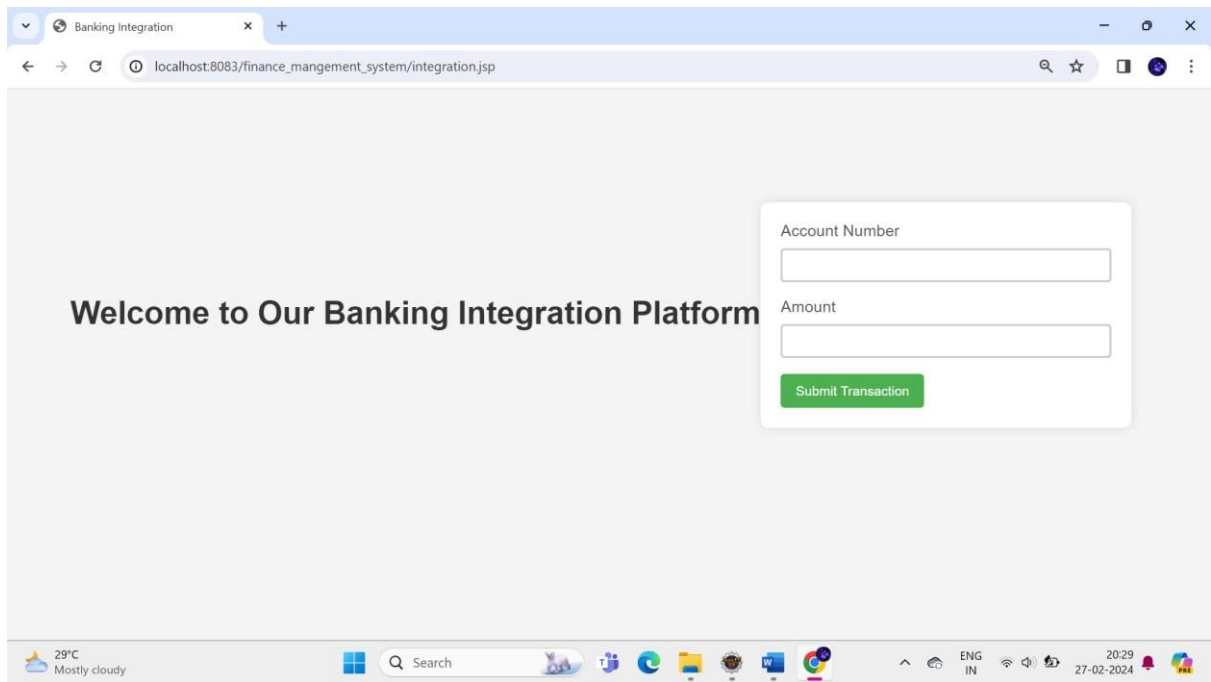 Banking Integration
localhost:8083/finance_mangement_system/integration.jsp
Welcome to Our Banking Integration Platform
Account Number
Amount
Submit Transaction
29°C
Mostly cloudy
Search
ENG
IN
20:29
27-02-2024
PRE